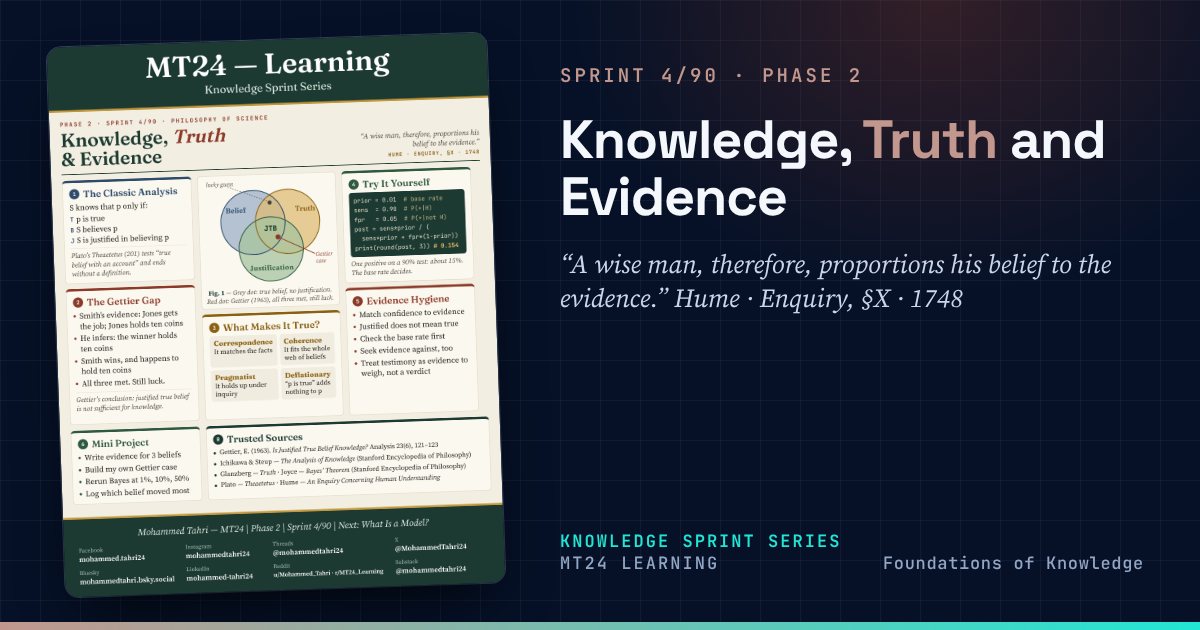 MT24 — Learning
Knowledge Sprint Series
PHASE 2 · SPRINT 4/90 · PHILOSOPHY OF SCIENCE
Knowledge, Truth
& Evidence
“A wise man, therefore, proportions his
belief to the evidence.”
HUME · ENQUIRY, §X · 1748
1 The Classic Analysis
S knows that p only if:
T p is true
B S believes p
J S is justified in believing p
Plato's Theaetetus (201) tests “true
belief with an account” and ends
without a definition.
2 The Gettier Gap
• Smith's evidence: Jones gets
the job; Jones holds ten coins
• He infers: the winner holds
ten coins
• Smith wins, and happens to
hold ten coins
• All three met. Still luck.
Gettier's conclusion: justified true belief
is not sufficient for knowledge.
lucky guess
Belief
Truth
JTB
Gettier
case
Justification
Fig. 1 — Grey dot: true belief, no justification.
Red dot: Gettier (1963), all three met, still luck.
3 What Makes It True?
Correspondence
It matches the facts
Coherence
It fits the whole
web of beliefs
Pragmatist
It holds up under
inquiry
Deflationary
“p is true” adds
nothing to p
4 Try It Yourself
prior = 0.01 # base rate
sens = 0.90 # P(+|H)
fpr = 0.05 # P(+|not H)
post = sens*prior / (
sens*prior + fpr*(1-prior))
print(round(post, 3)) # 0.154
One positive on a 90% test: about 15%.
The base rate decides.
5 Evidence Hygiene
• Match confidence to evidence
• Justified does not mean true
• Check the base rate first
• Seek evidence against, too
• Treat testimony as evidence to
weigh, not a verdict
Mini Project
• Write evidence for 3 beliefs
• Build my own Gettier case
• Rerun Bayes at 1%, 10%, 50%
• Log which belief moved most
Trusted Sources
• Gettier, E. (1963). Is Justified True Belief Knowledge? Analysis 23(6), 121–123
• Ichikawa & Steup — The Analysis of Knowledge (Stanford Encyclopedia of Philosophy)
• Glanzberg — Truth · Joyce — Bayes' Theorem (Stanford Encyclopedia of Philosophy)
• Plato — Theaetetus · Hume — An Enquiry Concerning Human Understanding
Mohammed Tahri — MT24 | Phase 2 | Sprint 4/90 | Next: What Is a Model?
Facebook
mohammed.tahri24
Instagram
mohammedtahri24
Threads
@mohammedtahri24
X
@MohammedTahri24
Bluesky
mohammedtahri.bsky.social
LinkedIn
mohammed-tahri24
Reddit
u/Mohammed_Tahri · r/MT24_Learning
Substack
@mohammedtahri24
SPRINT 4/90 · PHASE 2
Knowledge, Truth and
Evidence
“A wise man, therefore, proportions his belief to the
evidence.” Hume · Enquiry, §X · 1748
KNOWLEDGE SPRINT SERIES
MT24 LEARNING
Foundations of Knowledge